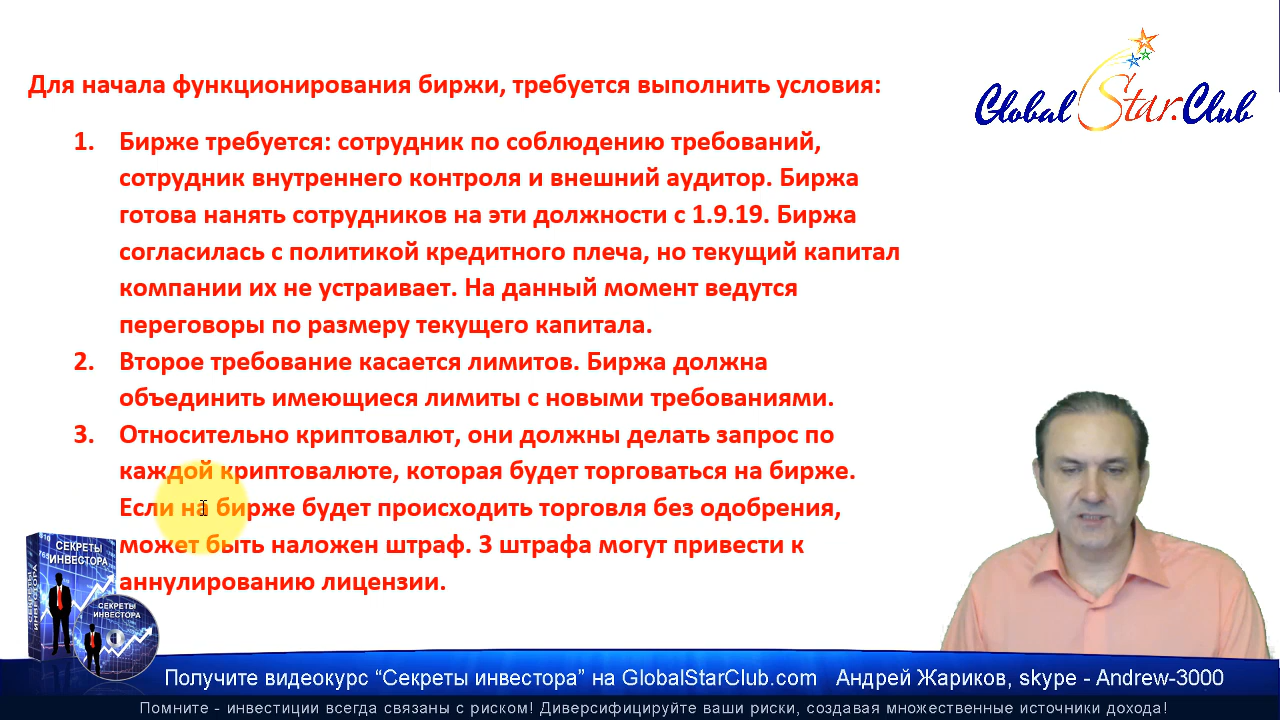 Для начала функционирования биржи, требуется выполнить условия:
Global Star.Club
1. Бирже требуется: сотрудник по соблюдению требований,
сотрудник внутреннего контроля и внешний аудитор. Биржа
готова нанять сотрудников на эти должности с 1.9.19. Биржа
согласилась с политикой кредитного плеча, но текущий капитал
компании их не устраивает. На данный момент ведутся
переговоры по размеру текущего капитала.
2. Второе требование касается лимитов. Биржа должна
объединить имеющиеся лимиты с новыми требованиями.
3. Относительно криптовалют, они должны делать запрос по
каждой криптовалюте, которая будет торговаться на бирже.
Если на бирже будет происходить торговля без одобрения,
может быть наложен штраф. 3 штрафа могут привести к
аннулированию лицензии.
СЕКРЕТЫ
ИНВЕСТОРА
СЕКРЕТЫ
ИНВЕСТОРА
Получите видеокурс “Секреты инвестора” на GlobalStarClub.com Андрей Жариков, skype - Andrew-3000
Помните - инвестиции всегда связаны с риском! Диверсифицируйте ваши риски, создавая множественные источники дохода!